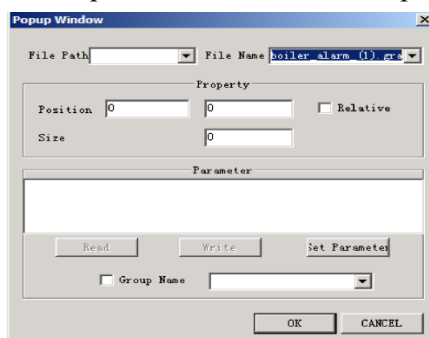 Popup Window
File Path File Name boiler_alarm_(1).gra
Property
Position 0 0 Relative
Size 0
Parameter
Read Write Set Parameter
Group Name
OK CANCEL